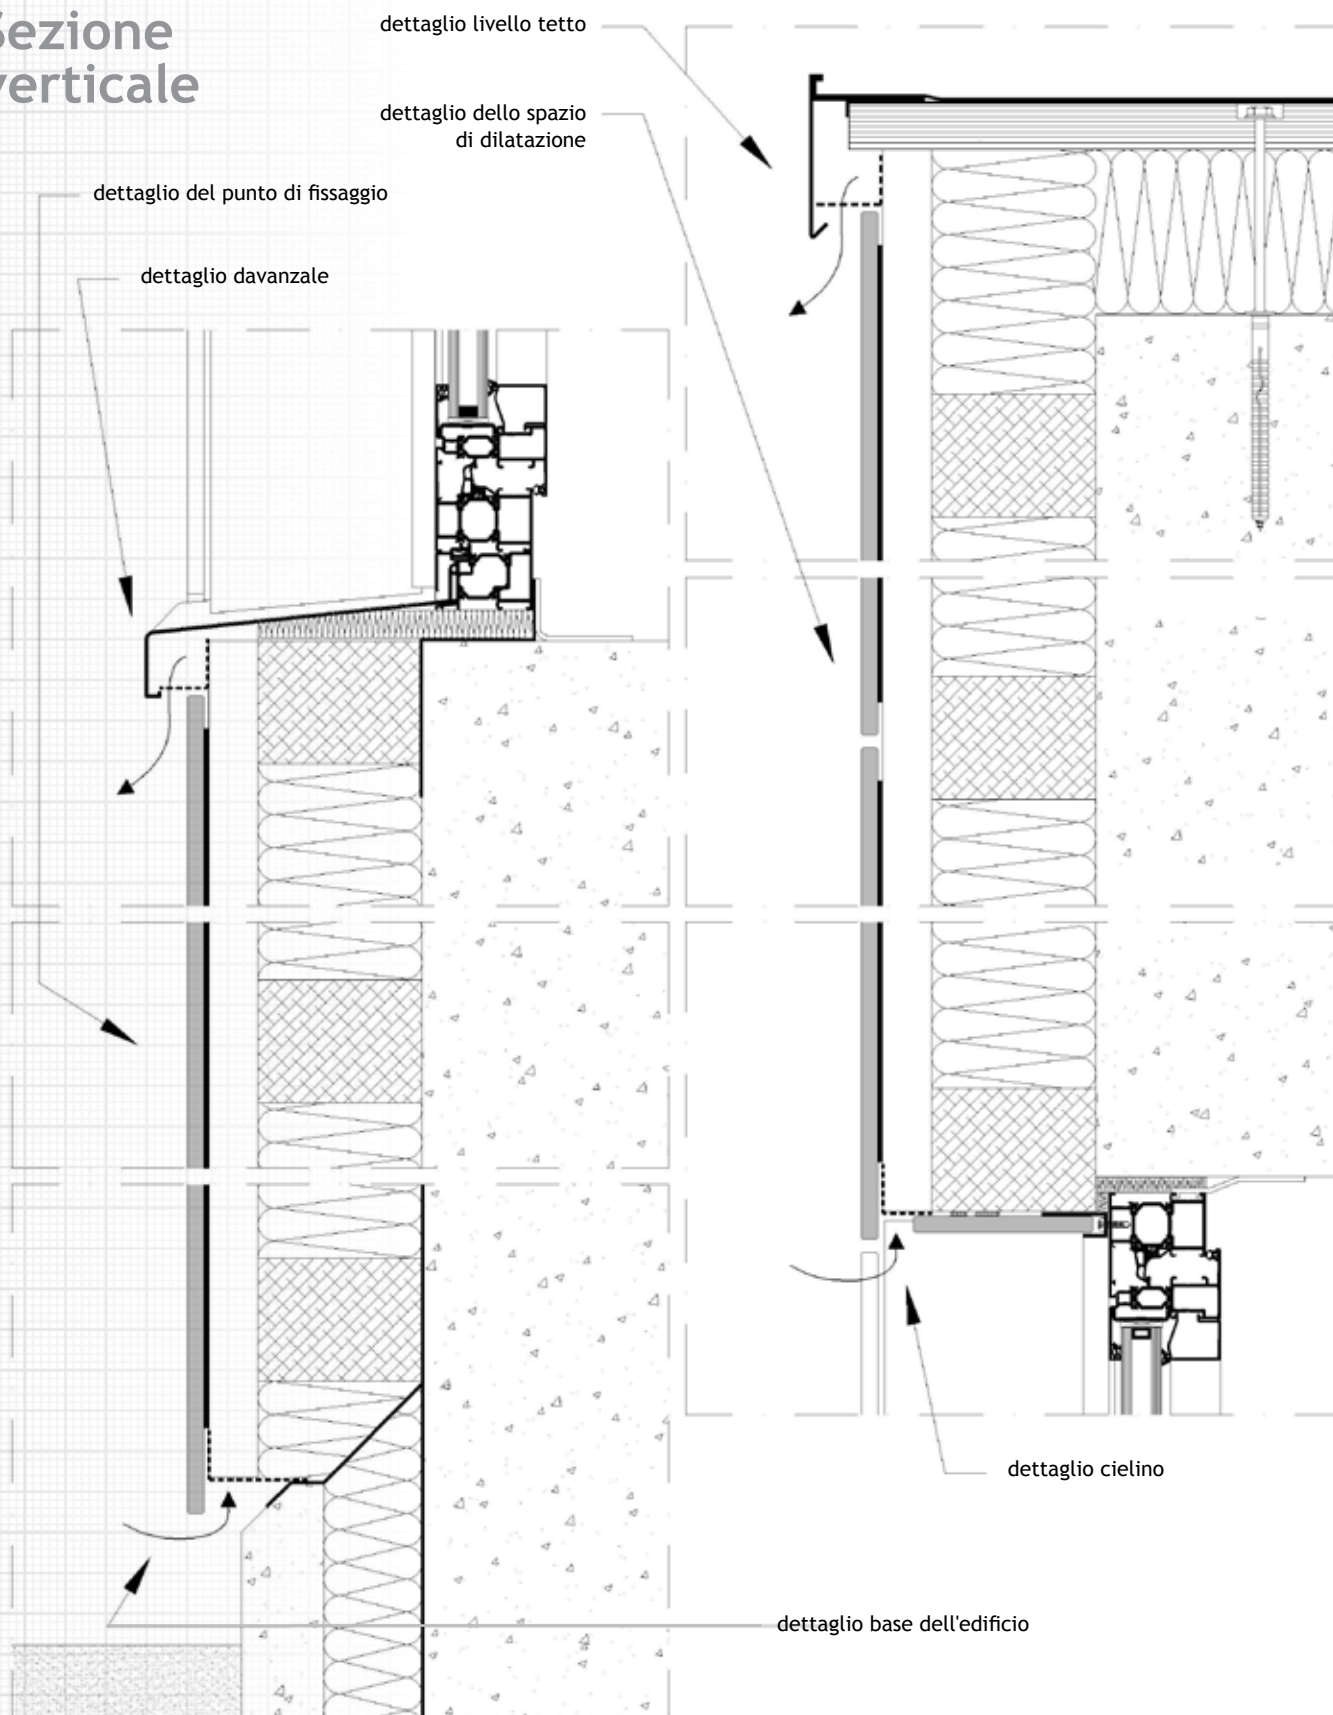 Sezione
verticale
dettaglio livello tetto
dettaglio dello spazio
di dilatazione
dettaglio del punto di fissaggio
dettaglio davanzale
dettaglio cielino
dettaglio base dell'edificio